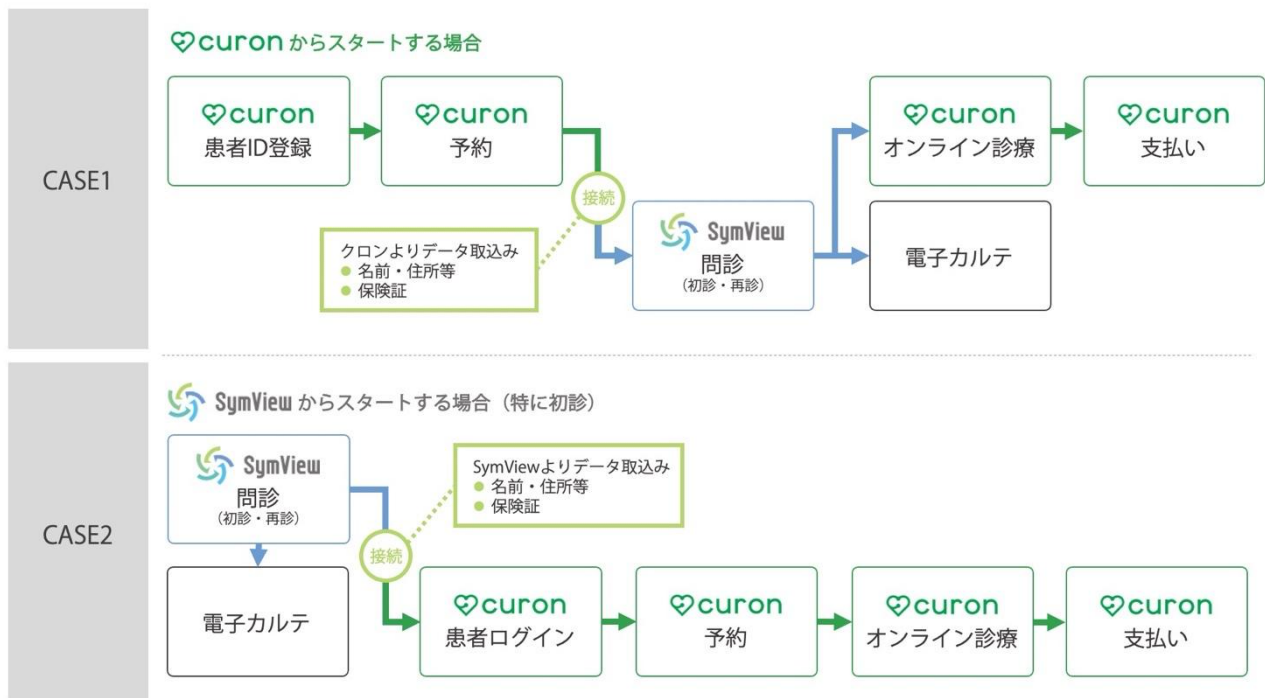 CASE1
curon からスタートする場合
curon
患者ID登録
curon
予約
接続
クロンよりデータ取込み
● 名前・住所等
● 保険証
SymView
問診
（初診・再診）
curon
オンライン診療
curon
支払い
電子カルテ
CASE2
SymView からスタートする場合（特に初診）
SymView
問診
（初診・再診）
電子カルテ
接続
SymViewよりデータ取込み
● 名前・住所等
● 保険証
curon
患者ログイン
curon
予約
curon
オンライン診療
curon
支払い